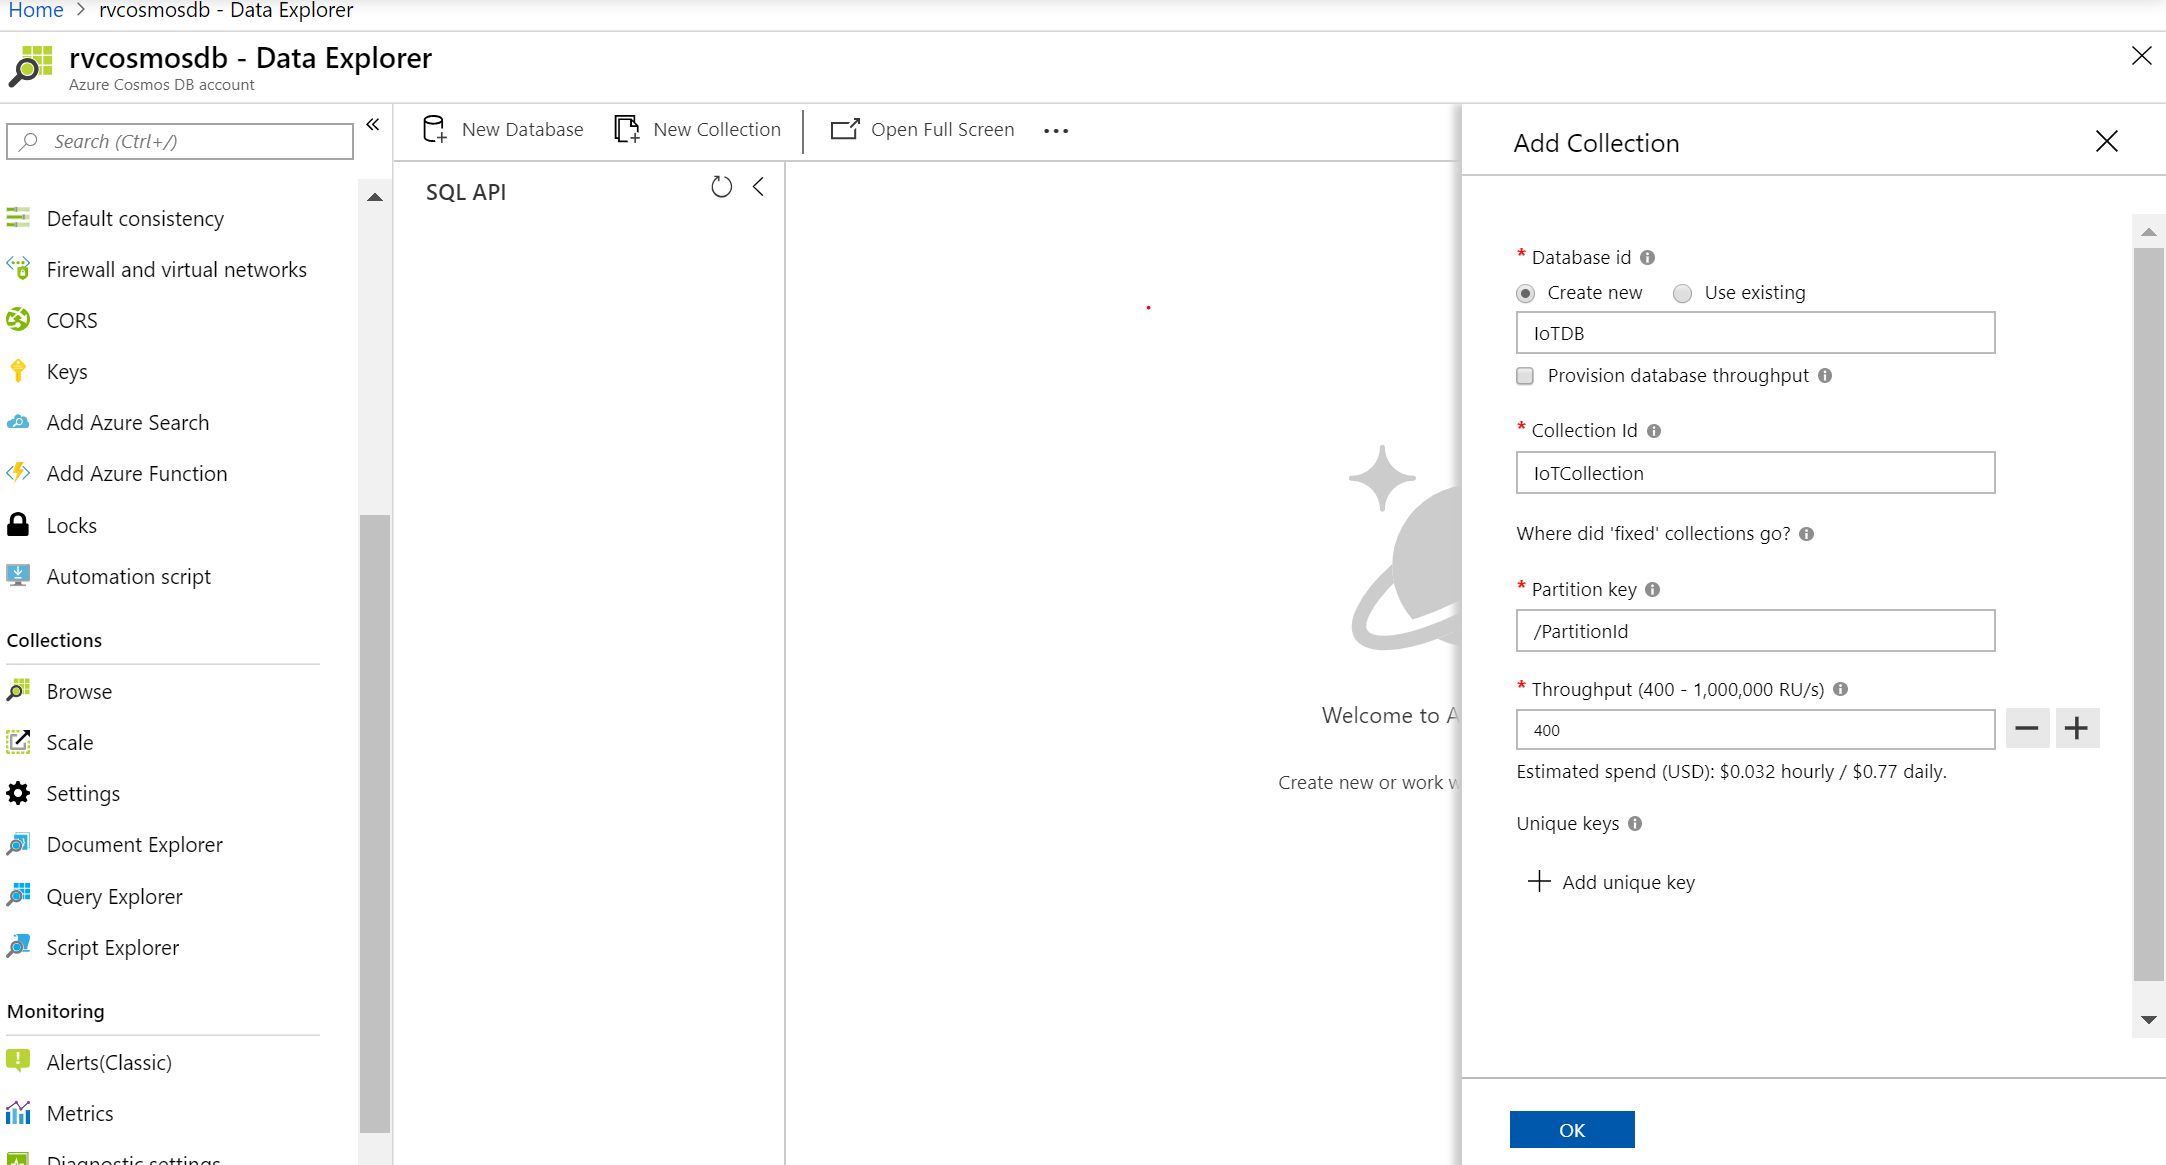 Home > rvcosmosdb - Data Explorer
rvcosmosdb - Data Explorer
Azure Cosmos DB account
Search (Ctrl+/)
«
Default consistency
Firewall and virtual networks
CORS
Keys
Add Azure Search
Add Azure Function
Locks
Automation script
Collections
Browse
Scale
Settings
Document Explorer
Query Explorer
Script Explorer
Monitoring
Alerts(Classic)
Metrics
Diagnostic settings
New Database
New Collection
Open Full Screen
...
SQL API
Welcome to A
Create new or work w
Add Collection
* Database id
Create new
Use existing
IoTDB
Provision database throughput
* Collection Id
IoTCollection
Where did 'fixed' collections go?
* Partition key
/PartitionId
* Throughput (400 - 1,000,000 RU/s)
400
Estimated spend (USD): $0.032 hourly / $0.77 daily.
Unique keys
Add unique key
OK